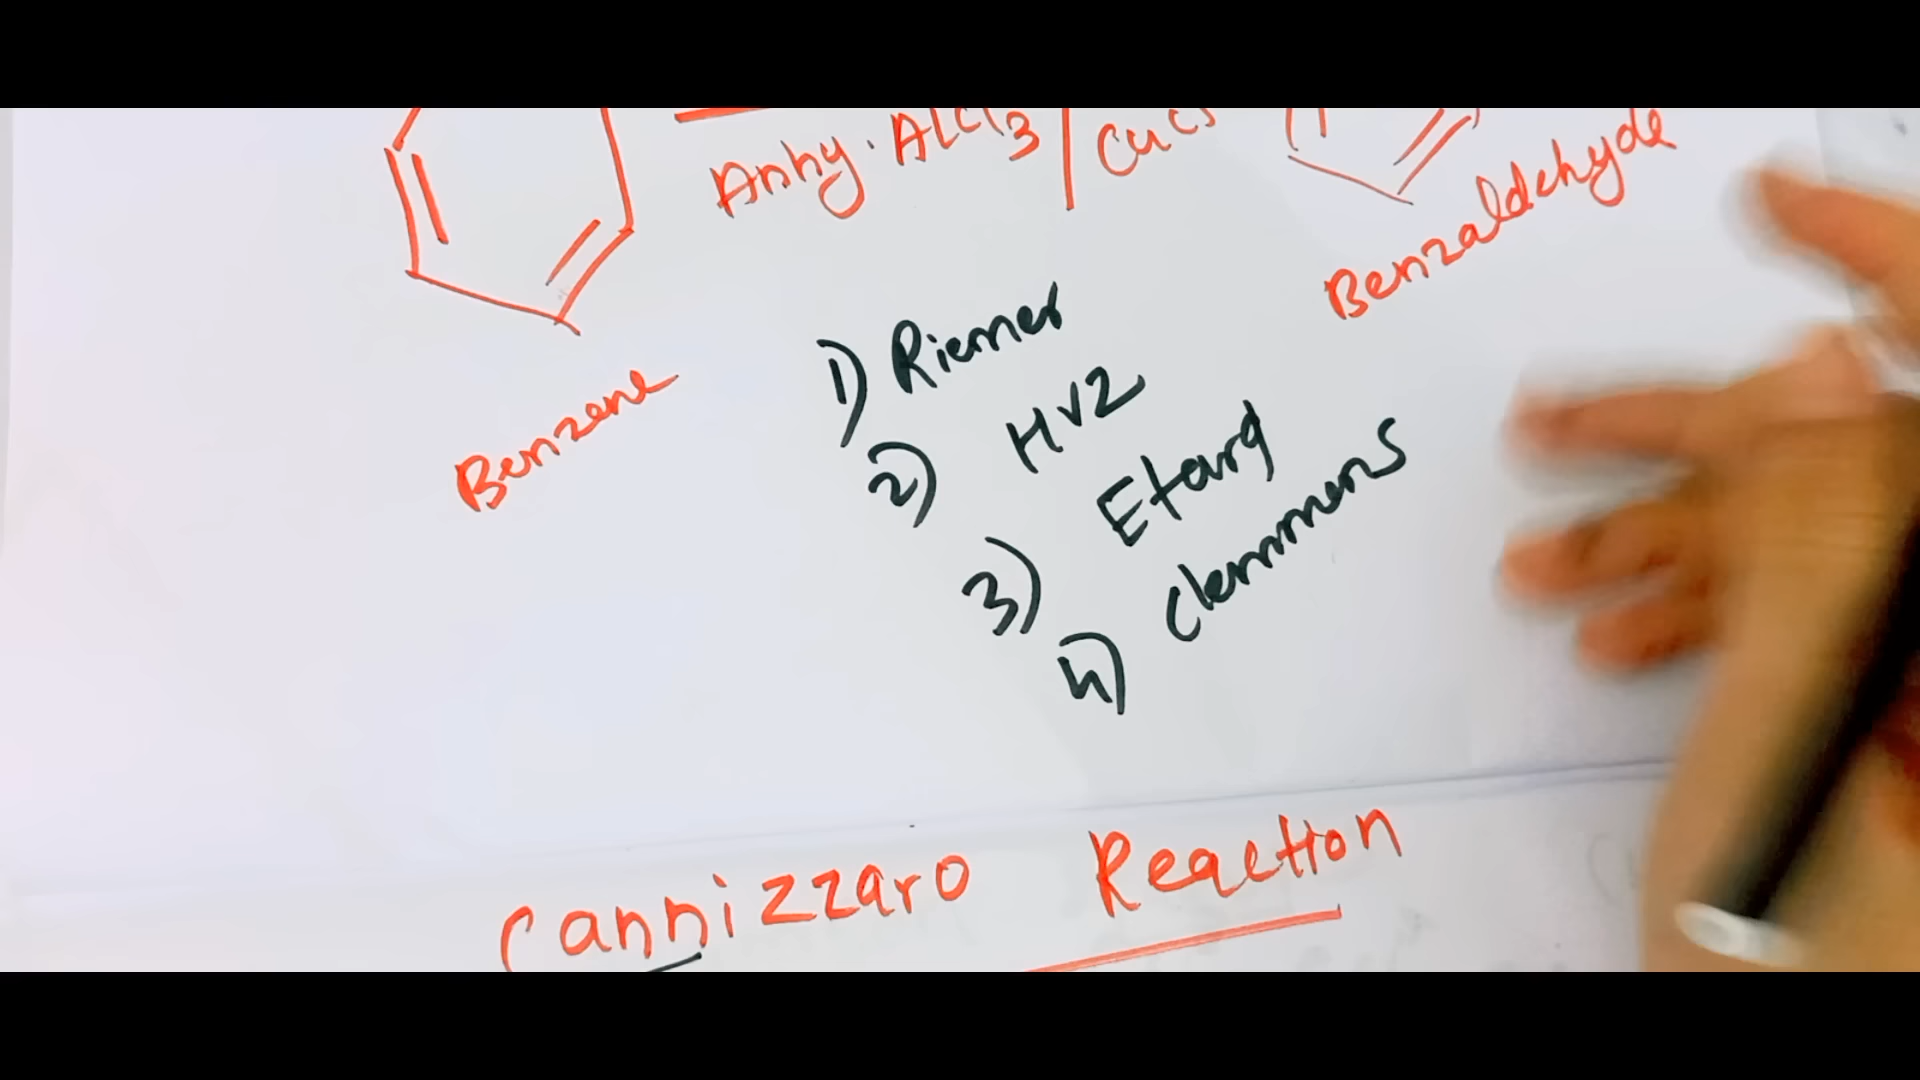 Anhy. AlCl3 / CuCl
Benzaldehyde
Benzene
1) Riemer
2) HVZ
3) Etard
4) Clemmens
Cannizzaro Reaction